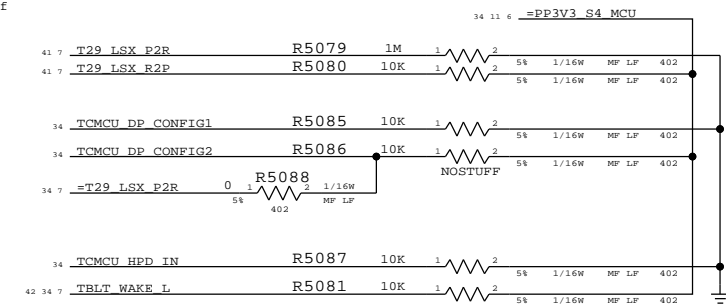 f
34 11 6 =PP3V3_S4_MCU
41 7 T29_LSX_P2R R5079 1M 1 2
5% 1/16W MF LF 402
41 7 T29_LSX_R2P R5080 10K 1 2
5% 1/16W MF LF 402
34 TCMCU_DP_CONFIG1 R5085 10K 1 2
5% 1/16W MF LF 402
34 TCMCU_DP_CONFIG2 R5086 10K 1 2
5% 1/16W MF LF 402
NOSTUFF
34 7 =T29_LSX_P2R 0 1 R5088 2 1/16W
5% MF LF
402
34 TCMCU_HPD_IN R5087 10K 1 2
5% 1/16W MF LF 402
42 34 7 TBLT_WAKE_L R5081 10K 1 2
5% 1/16W MF LF 402